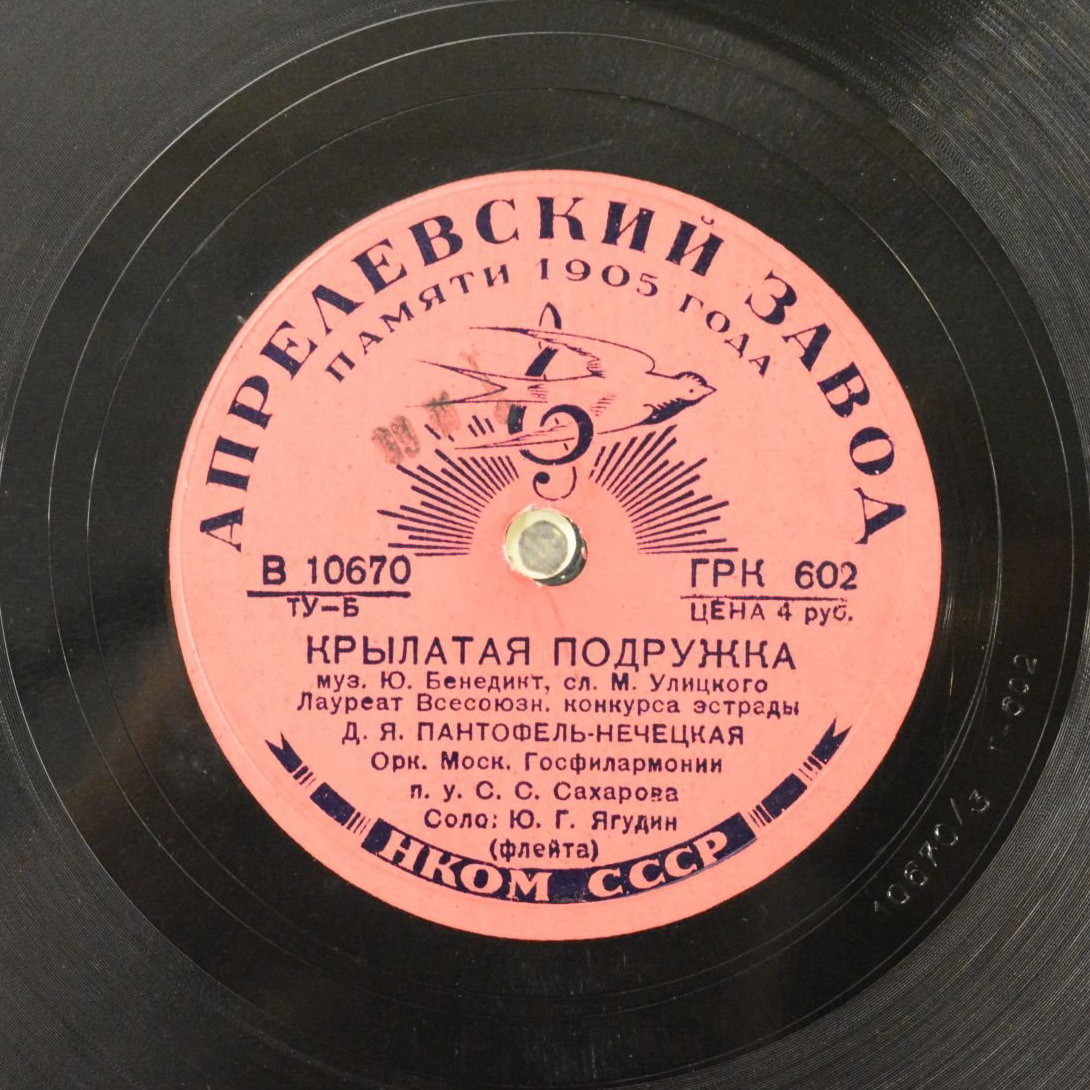 АПРЕЛЕВСКИЙ ЗАВОД
ПАМЯТИ 1905 ГОДА
В 10670
ТУ-Б
ГРК 602
ЦЕНА 4 руб.
КРЫЛАТАЯ ПОДРУЖКА
муз. Ю. Бенедикт, сл. М. Улицкого
Лауреат Всесоюзн. конкурса эстрады
Д. Я. ПАНТОФЕЛЬ-НЕЧЕЦКАЯ
Орк. Моск. Госфилармонии
п. у. С. С. Сахарова
Соло: Ю. Г. Ягудин
(флейта)
НКОМ СССР
10670/3 Г-602